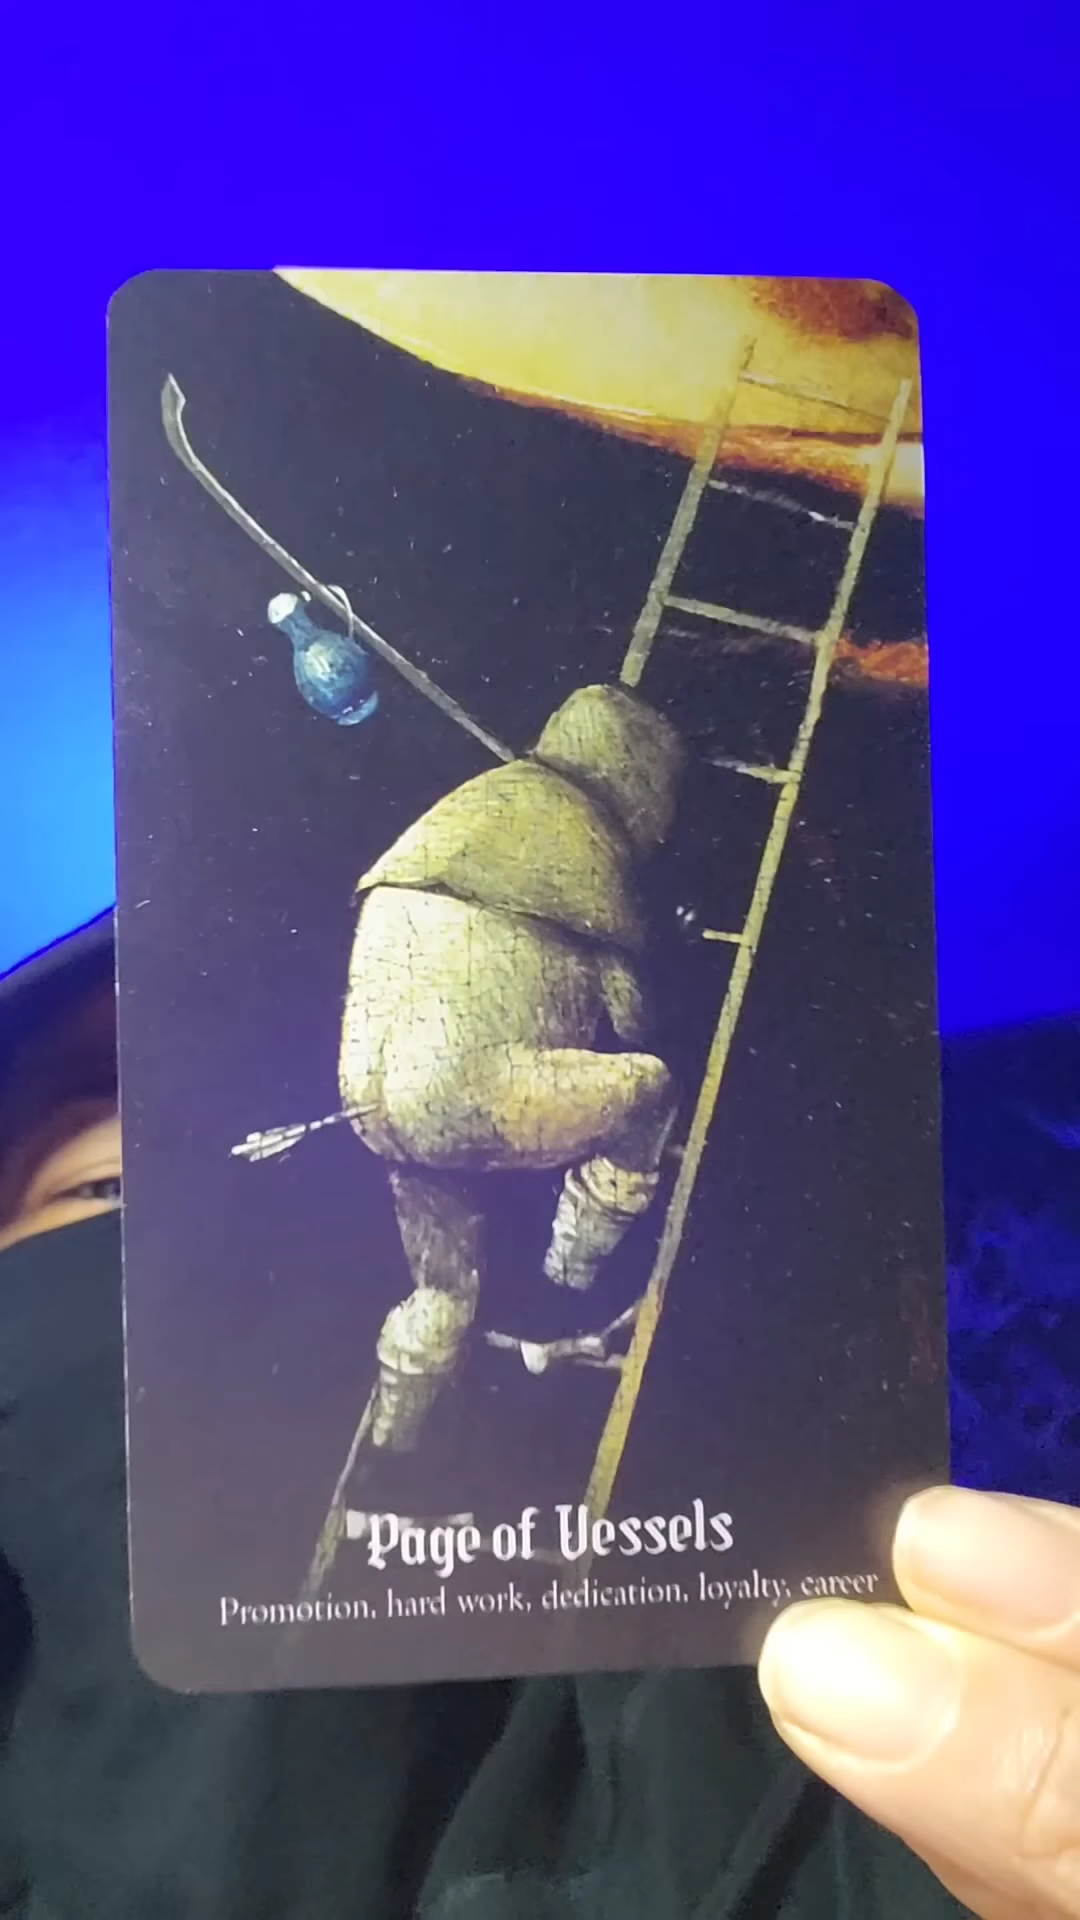 Page of Vessels
Promotion, hard work, dedication, loyalty, career